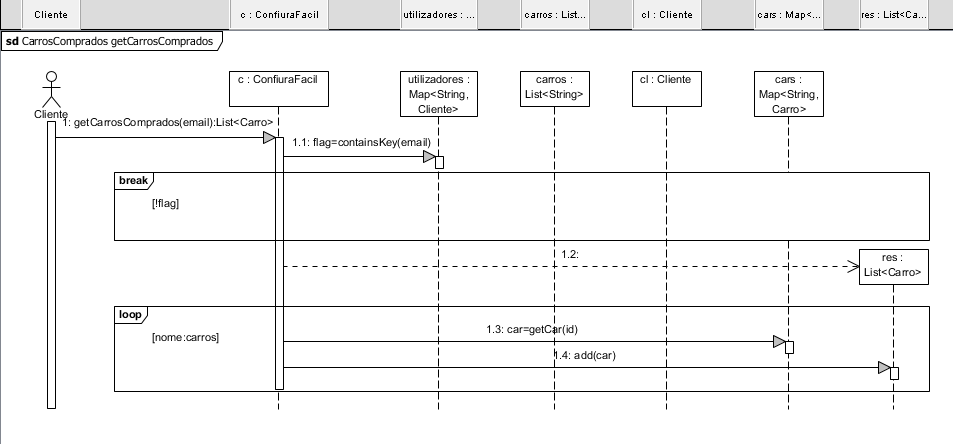 Cliente
c : ConfiuraFacil
utilizadores : ...
carros : List...
cl : Cliente
cars : Map<...
res : List<Ca...
sd CarrosComprados getCarrosComprados
c : ConfiuraFacil
utilizadores :
Map<String,
Cliente>
carros :
List<String>
cl : Cliente
cars :
Map<String,
Carro>
Cliente
1: getCarrosComprados(email):List<Carro>
1.1: flag=containsKey(email)
break
[!flag]
1.2:
res :
List<Carro>
loop
[nome:carros]
1.3: car=getCar(id)
1.4: add(car)